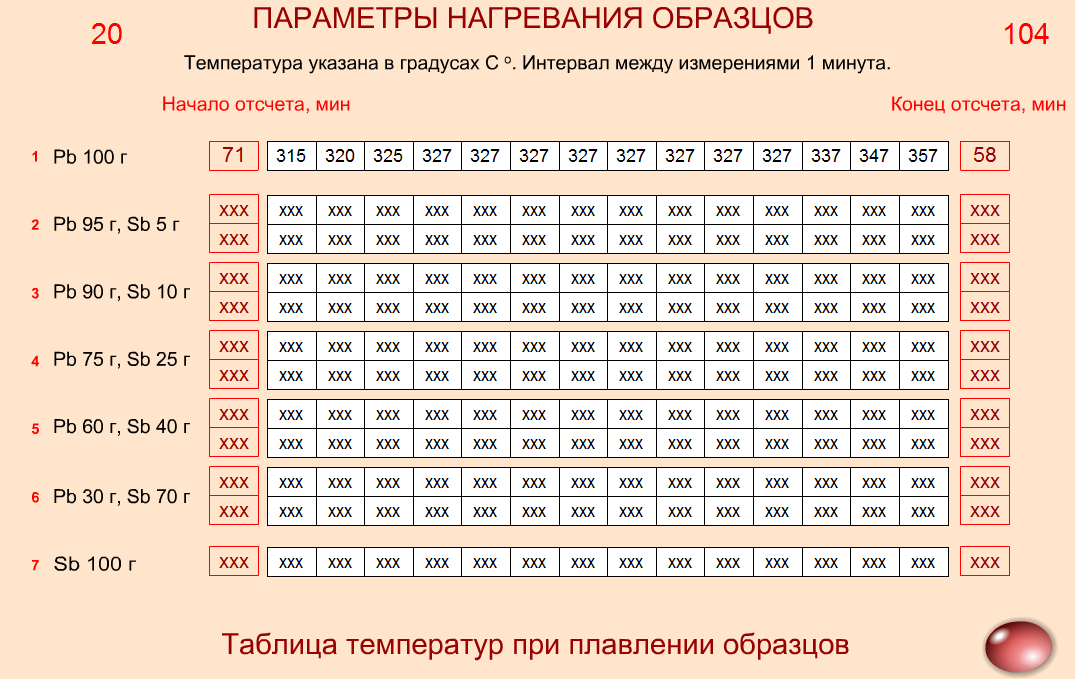 20 ПАРАМЕТРЫ НАГРЕВАНИЯ ОБРАЗЦОВ 104
Температура указана в градусах С º. Интервал между измерениями 1 минута.
Начало отсчета, мин Конец отсчета, мин
1 Pb 100 г 71 315 320 325 327 327 327 327 327 327 327 327 337 347 357 58
xxx xxx xxx xxx xxx xxx xxx xxx xxx xxx xxx xxx xxx xxx xxx xxx
2 Pb 95 г, Sb 5 г
xxx xxx xxx xxx xxx xxx xxx xxx xxx xxx xxx xxx xxx xxx xxx xxx
xxx xxx xxx xxx xxx xxx xxx xxx xxx xxx xxx xxx xxx xxx xxx xxx
3 Pb 90 г, Sb 10 г
xxx xxx xxx xxx xxx xxx xxx xxx xxx xxx xxx xxx xxx xxx xxx xxx
xxx xxx xxx xxx xxx xxx xxx xxx xxx xxx xxx xxx xxx xxx xxx xxx
4 Pb 75 г, Sb 25 г
xxx xxx xxx xxx xxx xxx xxx xxx xxx xxx xxx xxx xxx xxx xxx xxx
xxx xxx xxx xxx xxx xxx xxx xxx xxx xxx xxx xxx xxx xxx xxx xxx
5 Pb 60 г, Sb 40 г
xxx xxx xxx xxx xxx xxx xxx xxx xxx xxx xxx xxx xxx xxx xxx xxx
xxx xxx xxx xxx xxx xxx xxx xxx xxx xxx xxx xxx xxx xxx xxx xxx
6 Pb 30 г, Sb 70 г
xxx xxx xxx xxx xxx xxx xxx xxx xxx xxx xxx xxx xxx xxx xxx xxx
7 Sb 100 г xxx xxx xxx xxx xxx xxx xxx xxx xxx xxx xxx xxx xxx xxx xxx xxx
Таблица температур при плавлении образцов